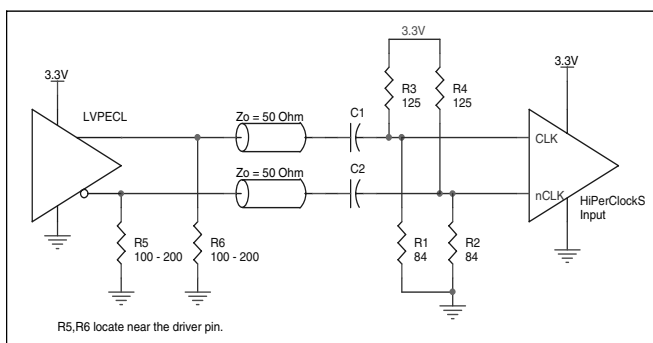 3.3V
3.3V
3.3V
R3
125
R4
125
LVPECL
Zo = 50 Ohm
C1
CLK
Zo = 50 Ohm
C2
nCLK
HiPerClockS
Input
R5
100 - 200
R6
100 - 200
R1
84
R2
84
R5,R6 locate near the driver pin.